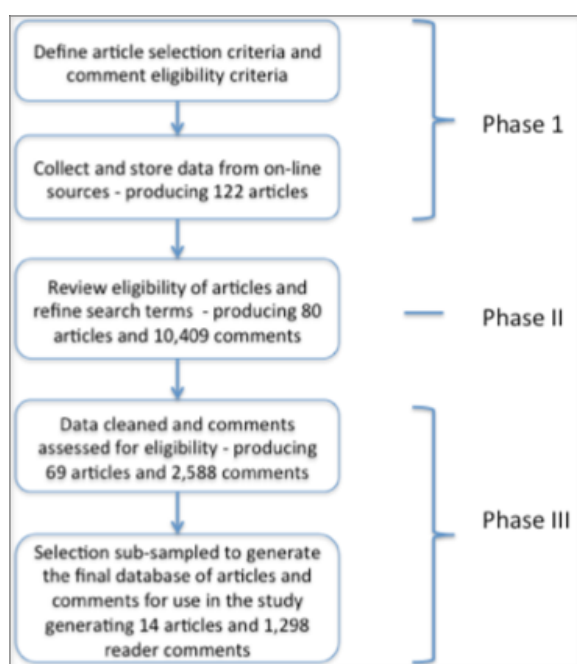 Define article selection criteria and
comment eligibility criteria
Phase 1
Collect and store data from on-line
sources - producing 122 articles
Review eligibility of articles and
refine search terms - producing 80
articles and 10,409 comments
Phase II
Data cleaned and comments
assessed for eligibility - producing
69 articles and 2,588 comments
Phase III
Selection sub-sampled to generate
the final database of articles and
comments for use in the study
generating 14 articles and 1,298
reader comments